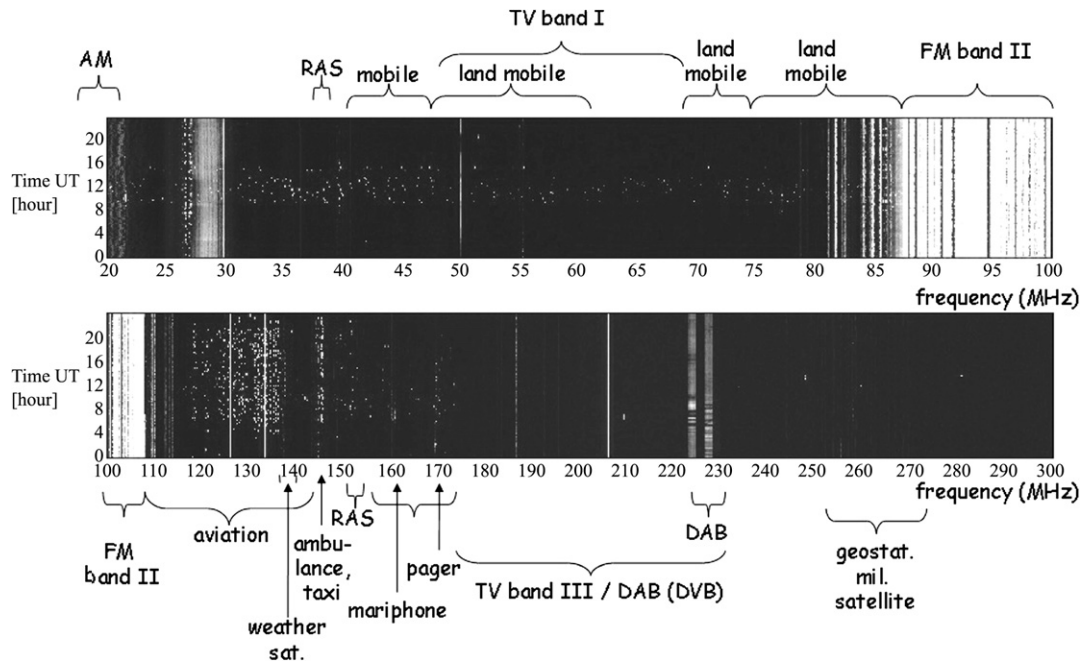 TV band I
AM
RAS
mobile
land mobile
land
mobile
land
mobile
FM band II
Time UT
[hour]
20
16
12
8
4
0
20 25 30 35 40 45 50 55 60 65 70 75 80 85 90 95 100
frequency (MHz)
Time UT
[hour]
20
16
12
8
4
0
100 110 120 130 140 150 160 170 180 190 200 210 220 230 240 250 260 270 280 290 300
frequency (MHz)
FM
band II
aviation
weather
sat.
ambu-
lance,
taxi
RAS
mariphone
pager
TV band III / DAB (DVB)
DAB
geostat.
mil.
satellite